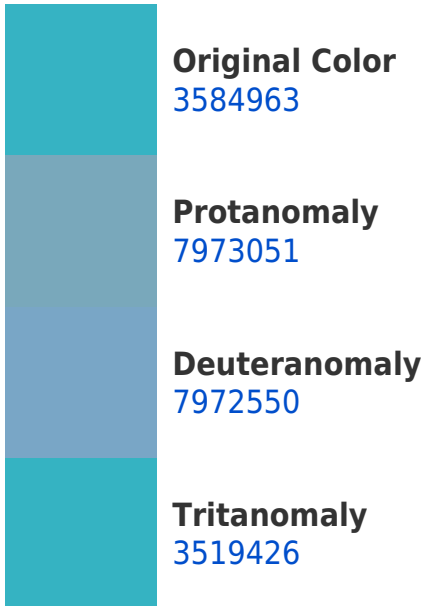 Original Color
3584963
Protanomaly
7973051
Deuteranomaly
7972550
Tritanomaly
3519426